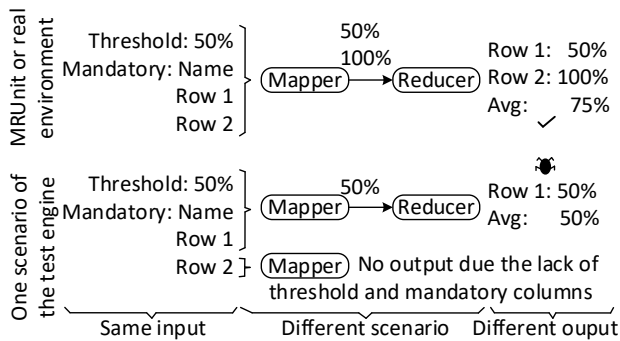 MRUnit or real
environment
Threshold: 50%
Mandatory: Name
Row 1
Row 2
50%
100%
Mapper
Reducer
Row 1: 50%
Row 2: 100%
Avg: 75%
One scenario of
the test engine
Threshold: 50%
Mandatory: Name
Row 1
Row 2
50%
Mapper
Reducer
Row 1: 50%
Avg: 50%
Mapper
No output due the lack of
threshold and mandatory columns
Same input
Different scenario
Different ouput